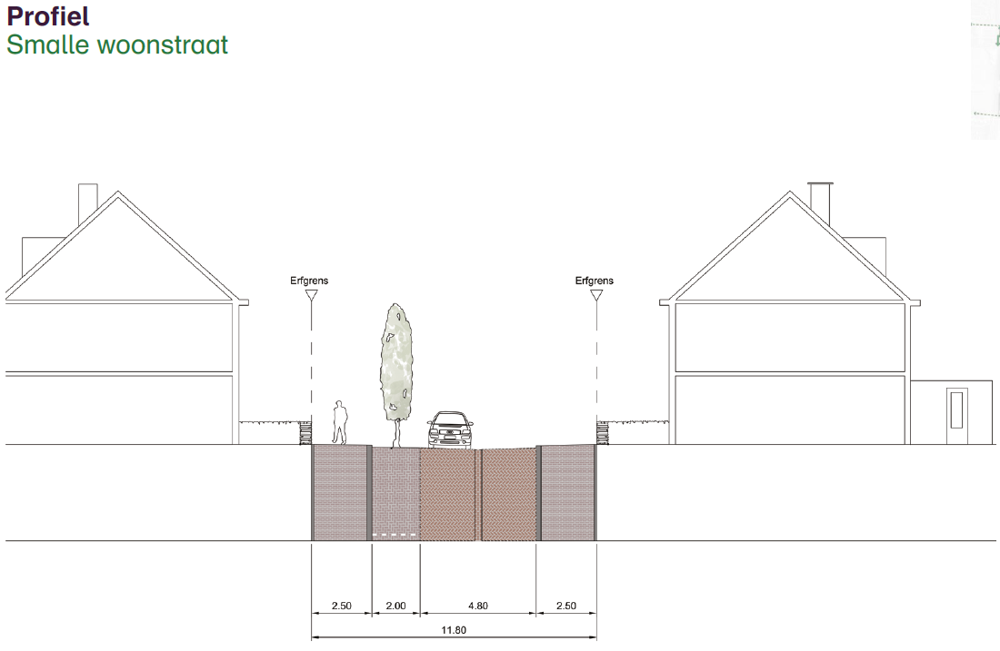 Profiel
Smalle woonstraat
Erfgrens
Erfgrens
2.50
2.00
4.80
2.50
11.80